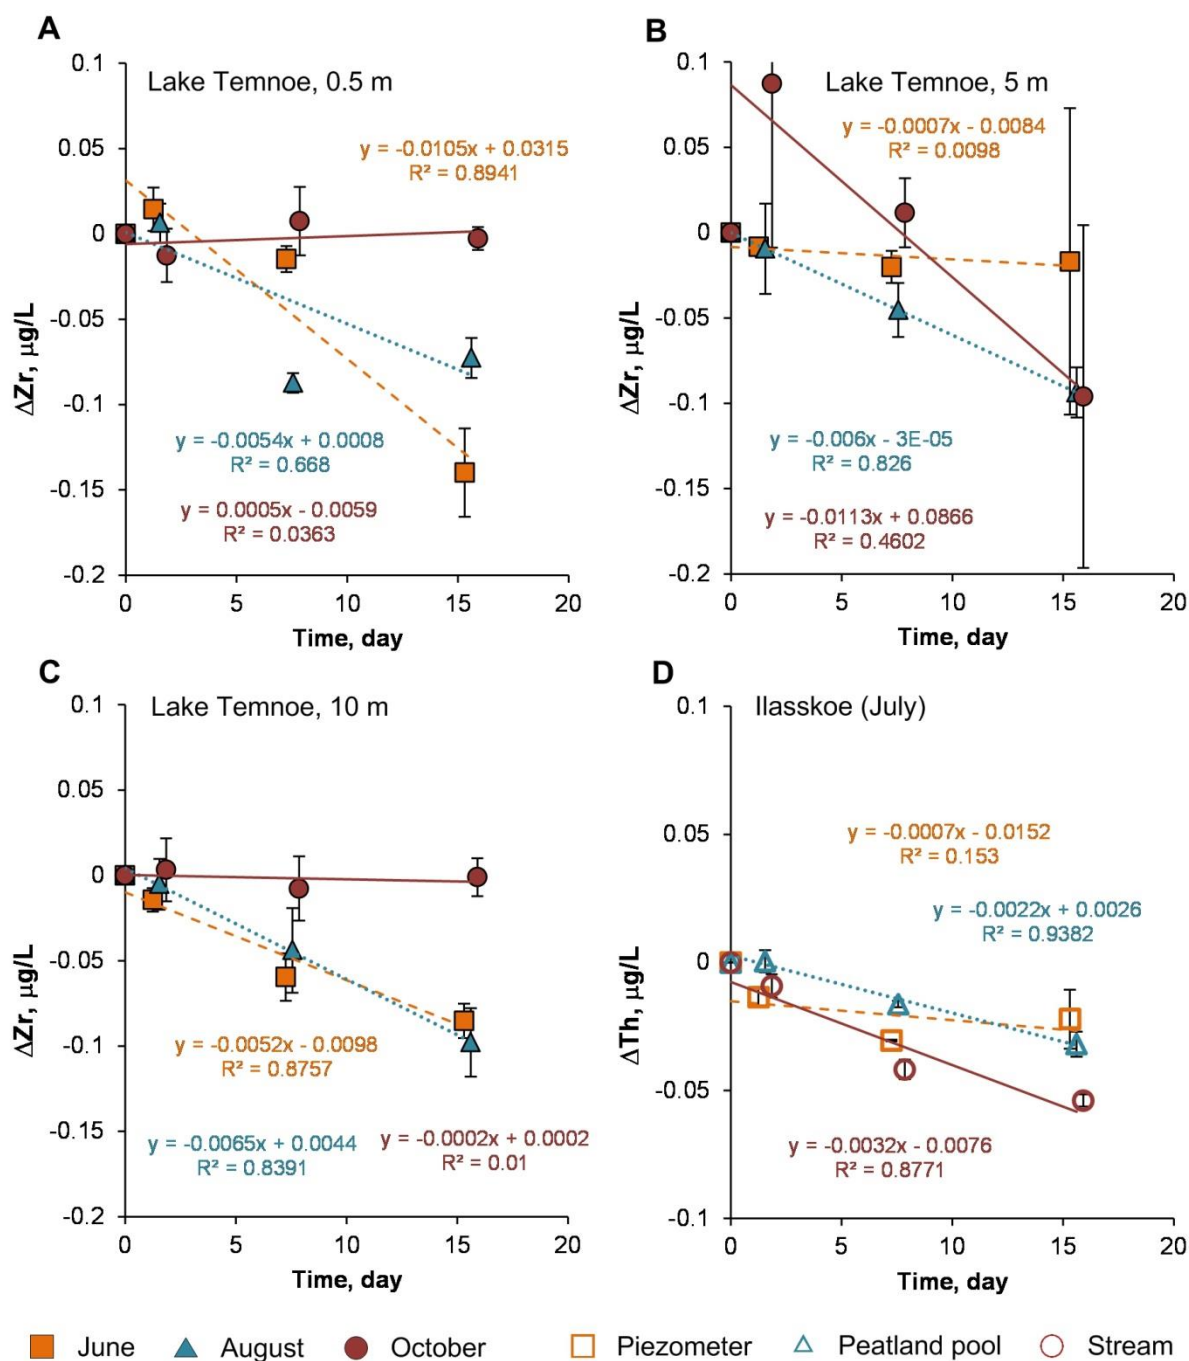 A
Lake Temnoe, 0.5 m
0.1
0.05
0
-0.05
-0.1
-0.15
-0.2
ΔZr, µg/L
y = -0.0105x + 0.0315
R² = 0.8941
y = -0.0054x + 0.0008
R² = 0.668
y = 0.0005x - 0.0059
R² = 0.0363
0 5 10 15 20
Time, day
B
Lake Temnoe, 5 m
0.1
0.05
0
-0.05
-0.1
-0.15
-0.2
ΔZr, µg/L
y = -0.0007x - 0.0084
R² = 0.0098
y = -0.006x - 3E-05
R² = 0.826
y = -0.0113x + 0.0866
R² = 0.4602
0 5 10 15 20
Time, day
C
Lake Temnoe, 10 m
0.1
0.05
0
-0.05
-0.1
-0.15
-0.2
ΔZr, µg/L
y = -0.0052x - 0.0098
R² = 0.8757
y = -0.0065x + 0.0044
R² = 0.8391
y = -0.0002x + 0.0002
R² = 0.01
0 5 10 15 20
Time, day
D
Ilasskoe (July)
0.1
0.05
0
-0.05
-0.1
ΔTh, µg/L
y = -0.0007x - 0.0152
R² = 0.153
y = -0.0022x + 0.0026
R² = 0.9382
y = -0.0032x - 0.0076
R² = 0.8771
0 5 10 15 20
Time, day
June August October Piezometer Peatland pool Stream